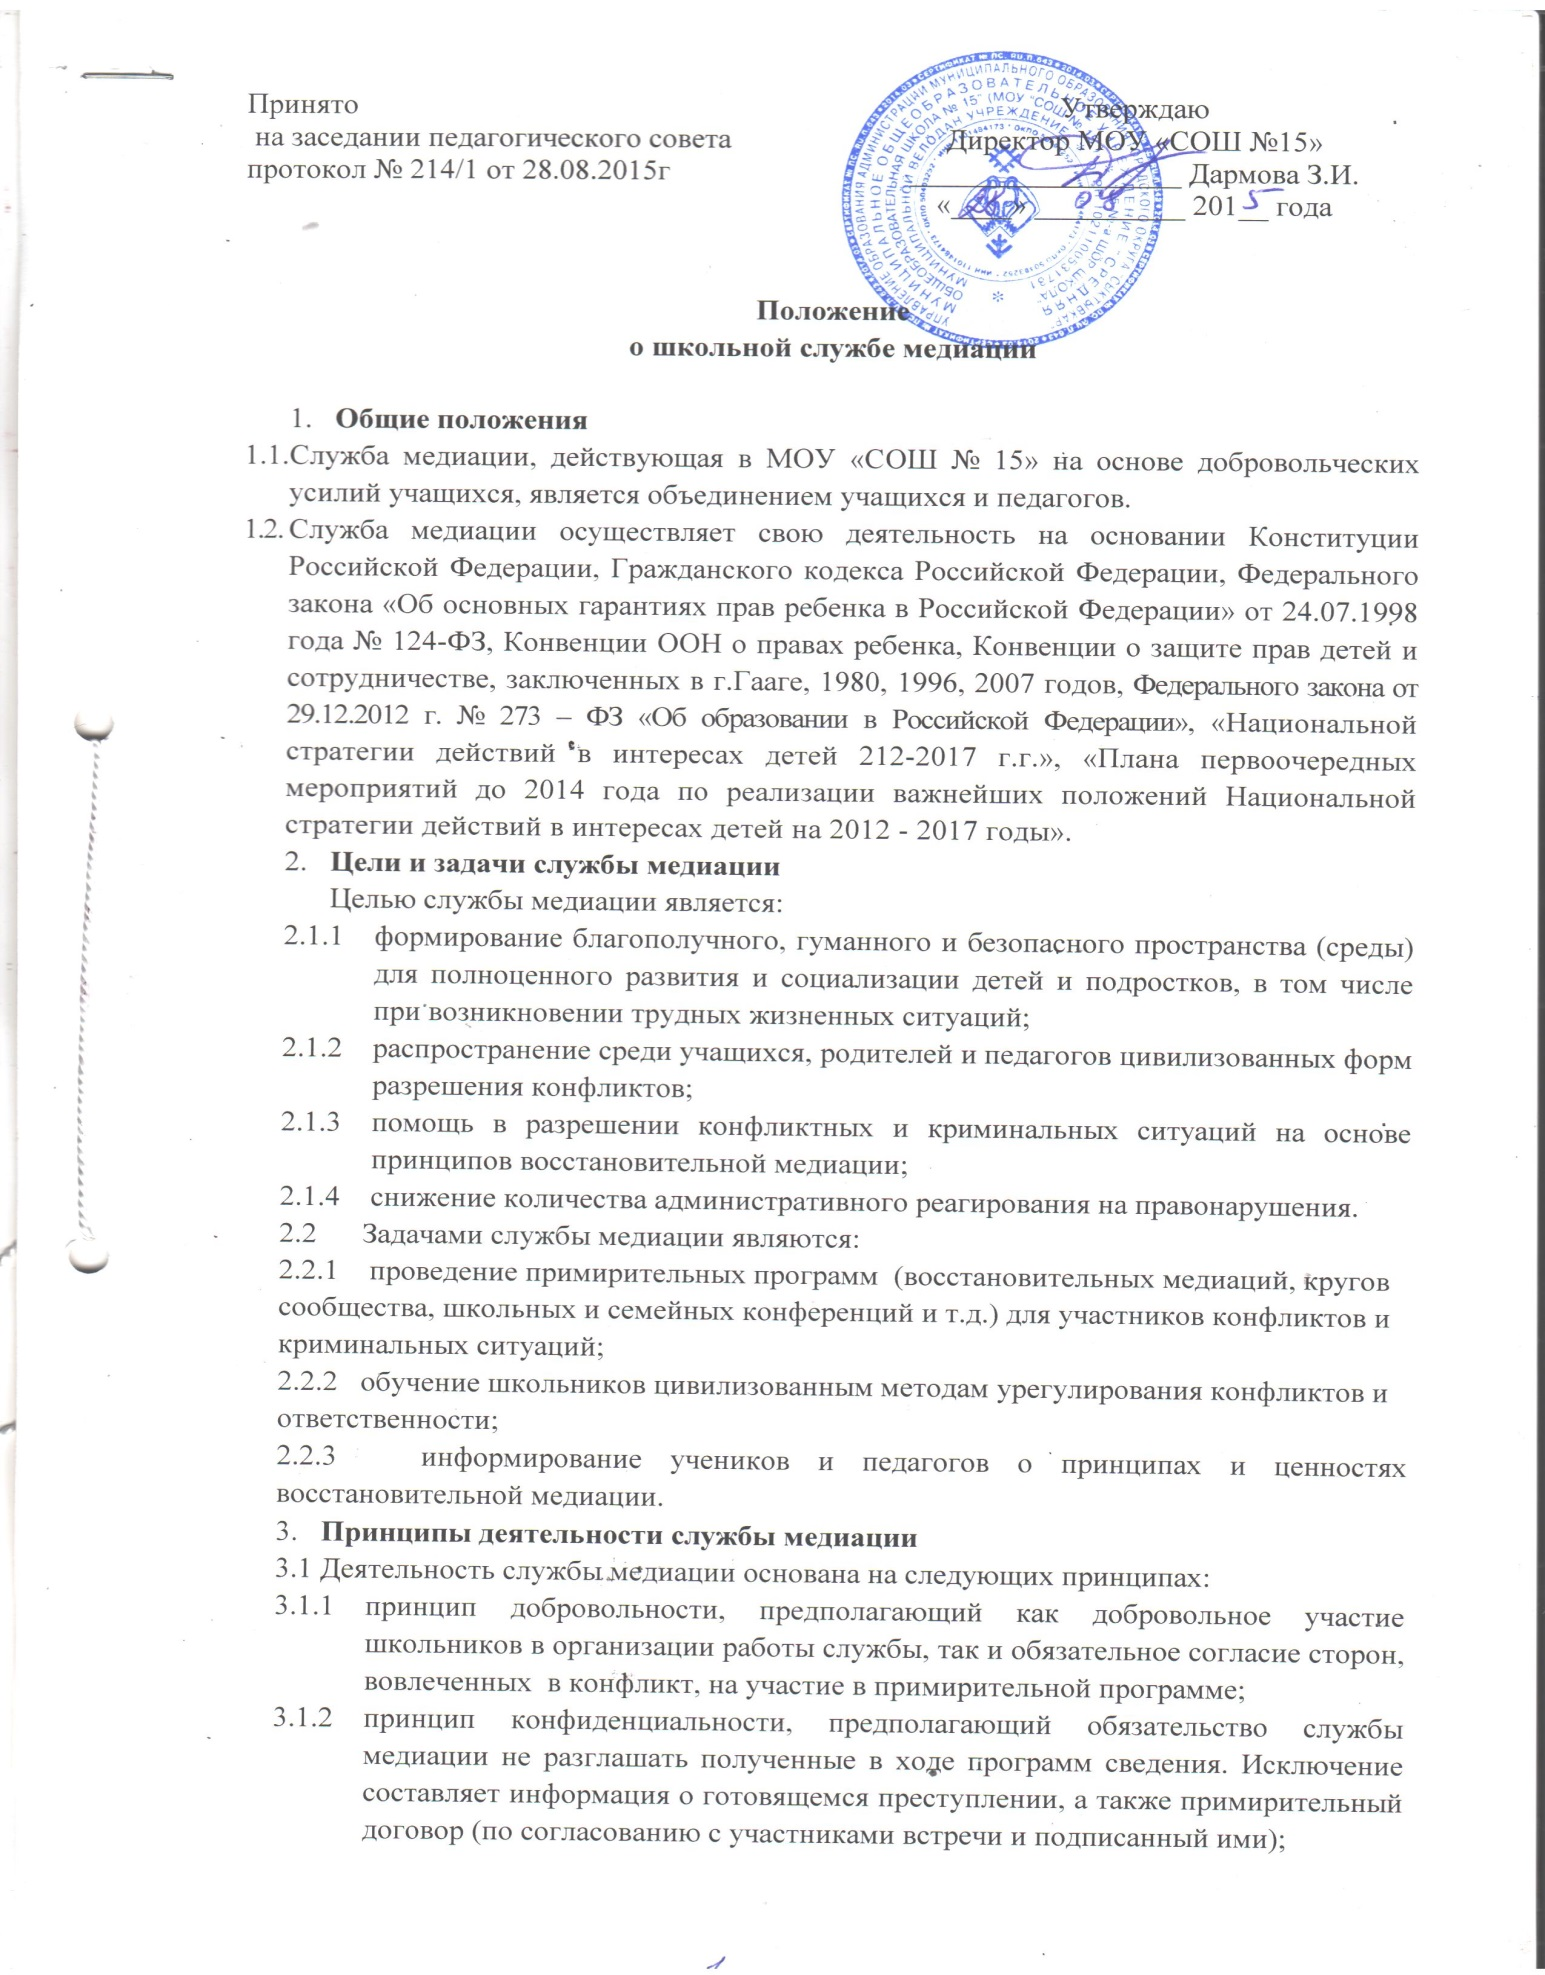 Принято
на заседании педагогического совета
протокол № 214/1 от 28.08.2015г
Утверждаю
Директор МОУ «СОШ №15»
Дармова З.И.
«28» 08 2015 года
Положение
о школьной службе медиации
1. Общие положения
1.1.Служба медиации, действующая в МОУ «СОШ № 15» на основе добровольческих
усилий учащихся, является объединением учащихся и педагогов.
1.2. Служба медиации осуществляет свою деятельность на основании Конституции
Российской Федерации, Гражданского кодекса Российской Федерации, Федерального
закона «Об основных гарантиях прав ребенка в Российской Федерации» от 24.07.1998
года № 124-ФЗ, Конвенции ООН о правах ребенка, Конвенции о защите прав детей и
сотрудничестве, заключенных в г.Гааге, 1980, 1996, 2007 годов, Федерального закона от
29.12.2012 г. № 273 – ФЗ «Об образовании в Российской Федерации», «Национальной
стратегии действий в интересах детей 212-2017 г.г.», «Плана первоочередных
мероприятий до 2014 года по реализации важнейших положений Национальной
стратегии действий в интересах детей на 2012 - 2017 годы».
2. Цели и задачи службы медиации
Целью службы медиации является:
2.1.1 формирование благополучного, гуманного и безопасного пространства (среды)
для полноценного развития и социализации детей и подростков, в том числе
при возникновении трудных жизненных ситуаций;
2.1.2 распространение среди учащихся, родителей и педагогов цивилизованных форм
разрешения конфликтов;
2.1.3 помощь в разрешении конфликтных и криминальных ситуаций на основе
принципов восстановительной медиации;
2.1.4 снижение количества административного реагирования на правонарушения.
2.2 Задачами службы медиации являются:
2.2.1 проведение примирительных программ (восстановительных медиаций, кругов
сообщества, школьных и семейных конференций и т.д.) для участников конфликтов и
криминальных ситуаций;
2.2.2 обучение школьников цивилизованным методам урегулирования конфликтов и
ответственности;
2.2.3 информирование учеников и педагогов о принципах и ценностях
восстановительной медиации.
3. Принципы деятельности службы медиации
3.1 Деятельность службы медиации основана на следующих принципах:
3.1.1 принцип добровольности, предполагающий как добровольное участие
школьников в организации работы службы, так и обязательное согласие сторон,
вовлеченных в конфликт, на участие в примирительной программе;
3.1.2 принцип конфиденциальности, предполагающий обязательство службы
медиации не разглашать полученные в ходе программ сведения. Исключение
составляет информация о готовящемся преступлении, а также примирительный
договор (по согласованию с участниками встречи и подписанный ими);